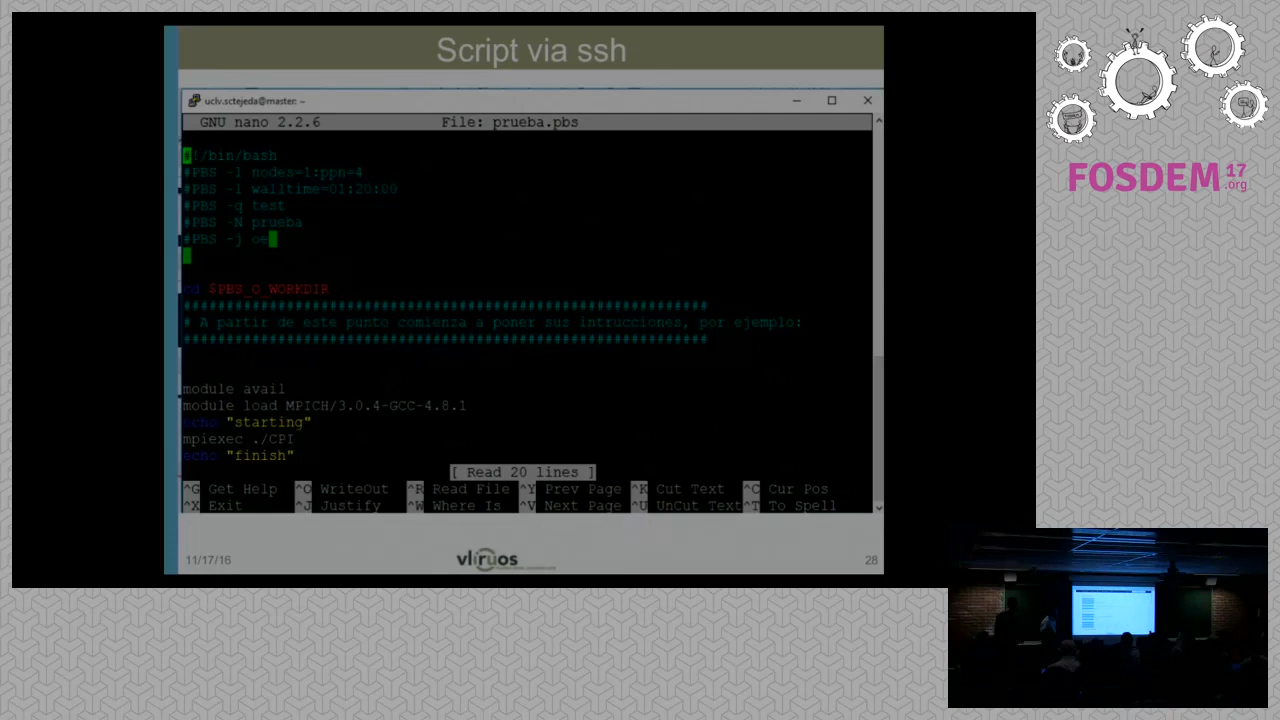 Script via ssh
uclv.sctejeda@master: ~
GNU nano 2.2.6 File: prueba.pbs
#!/bin/bash
#PBS -l nodes=1:ppn=4
#PBS -l walltime=01:20:00
#PBS -q test
#PBS -N prueba
#PBS -j oe
cd $PBS_O_WORKDIR
##########################################################
# A partir de este punto comienza a poner sus intrucciones, por ejemplo:
##########################################################
module avail
module load MPICH/3.0.4-GCC-4.8.1
echo "starting"
mpiexec ./CPI
echo "finish"
[ Read 20 lines ]
^G Get Help ^O WriteOut ^R Read File ^Y Prev Page ^K Cut Text ^C Cur Pos
^X Exit ^J Justify ^W Where Is ^V Next Page ^U UnCut Text ^T To Spell
11/17/16 vliruos 28
FOSDEM 17 .org